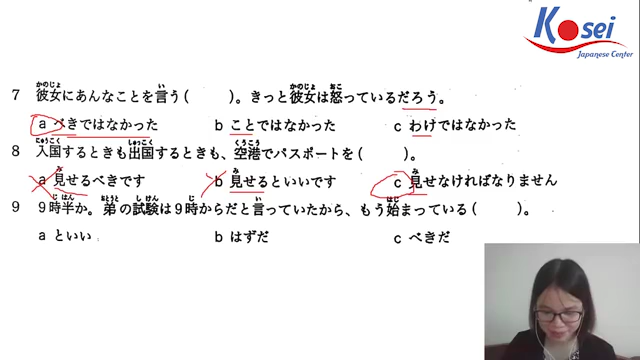 Kosei
Japanese Center
7 彼女にあんなことを言う( )。きっと彼女は怒っているだろう。
a べきではなかった b ことではなかった c わけではなかった
8 入国するときも出国するときも、空港でパスポートを( )。
a 見せるべきです b 見せるといいです c 見せなければなりません
9 9時半か。弟の試験は9時からだと言っていたから、もう始まっている( )。
a といい b はずだ c べきだ